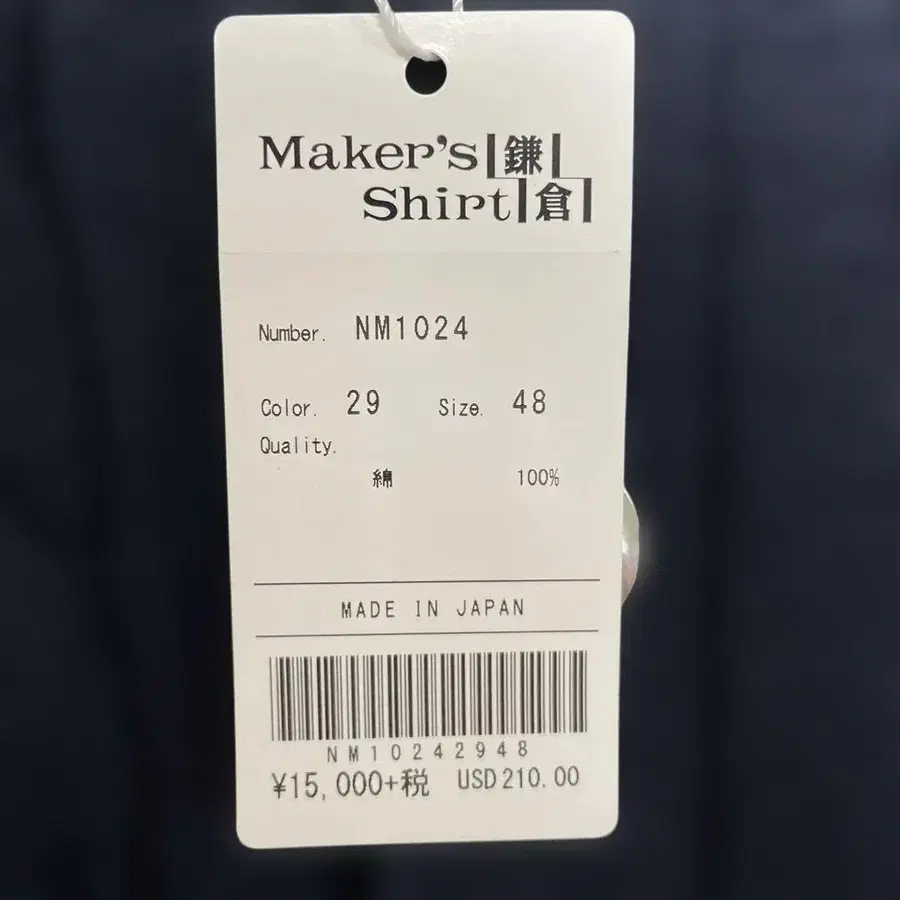 Maker's 鎌
Shirt 倉
Number. NM1024
Color. 29 Size. 48
Quality.
綿 100%
MADE IN JAPAN
NM10242948
¥15,000+税 USD210.00